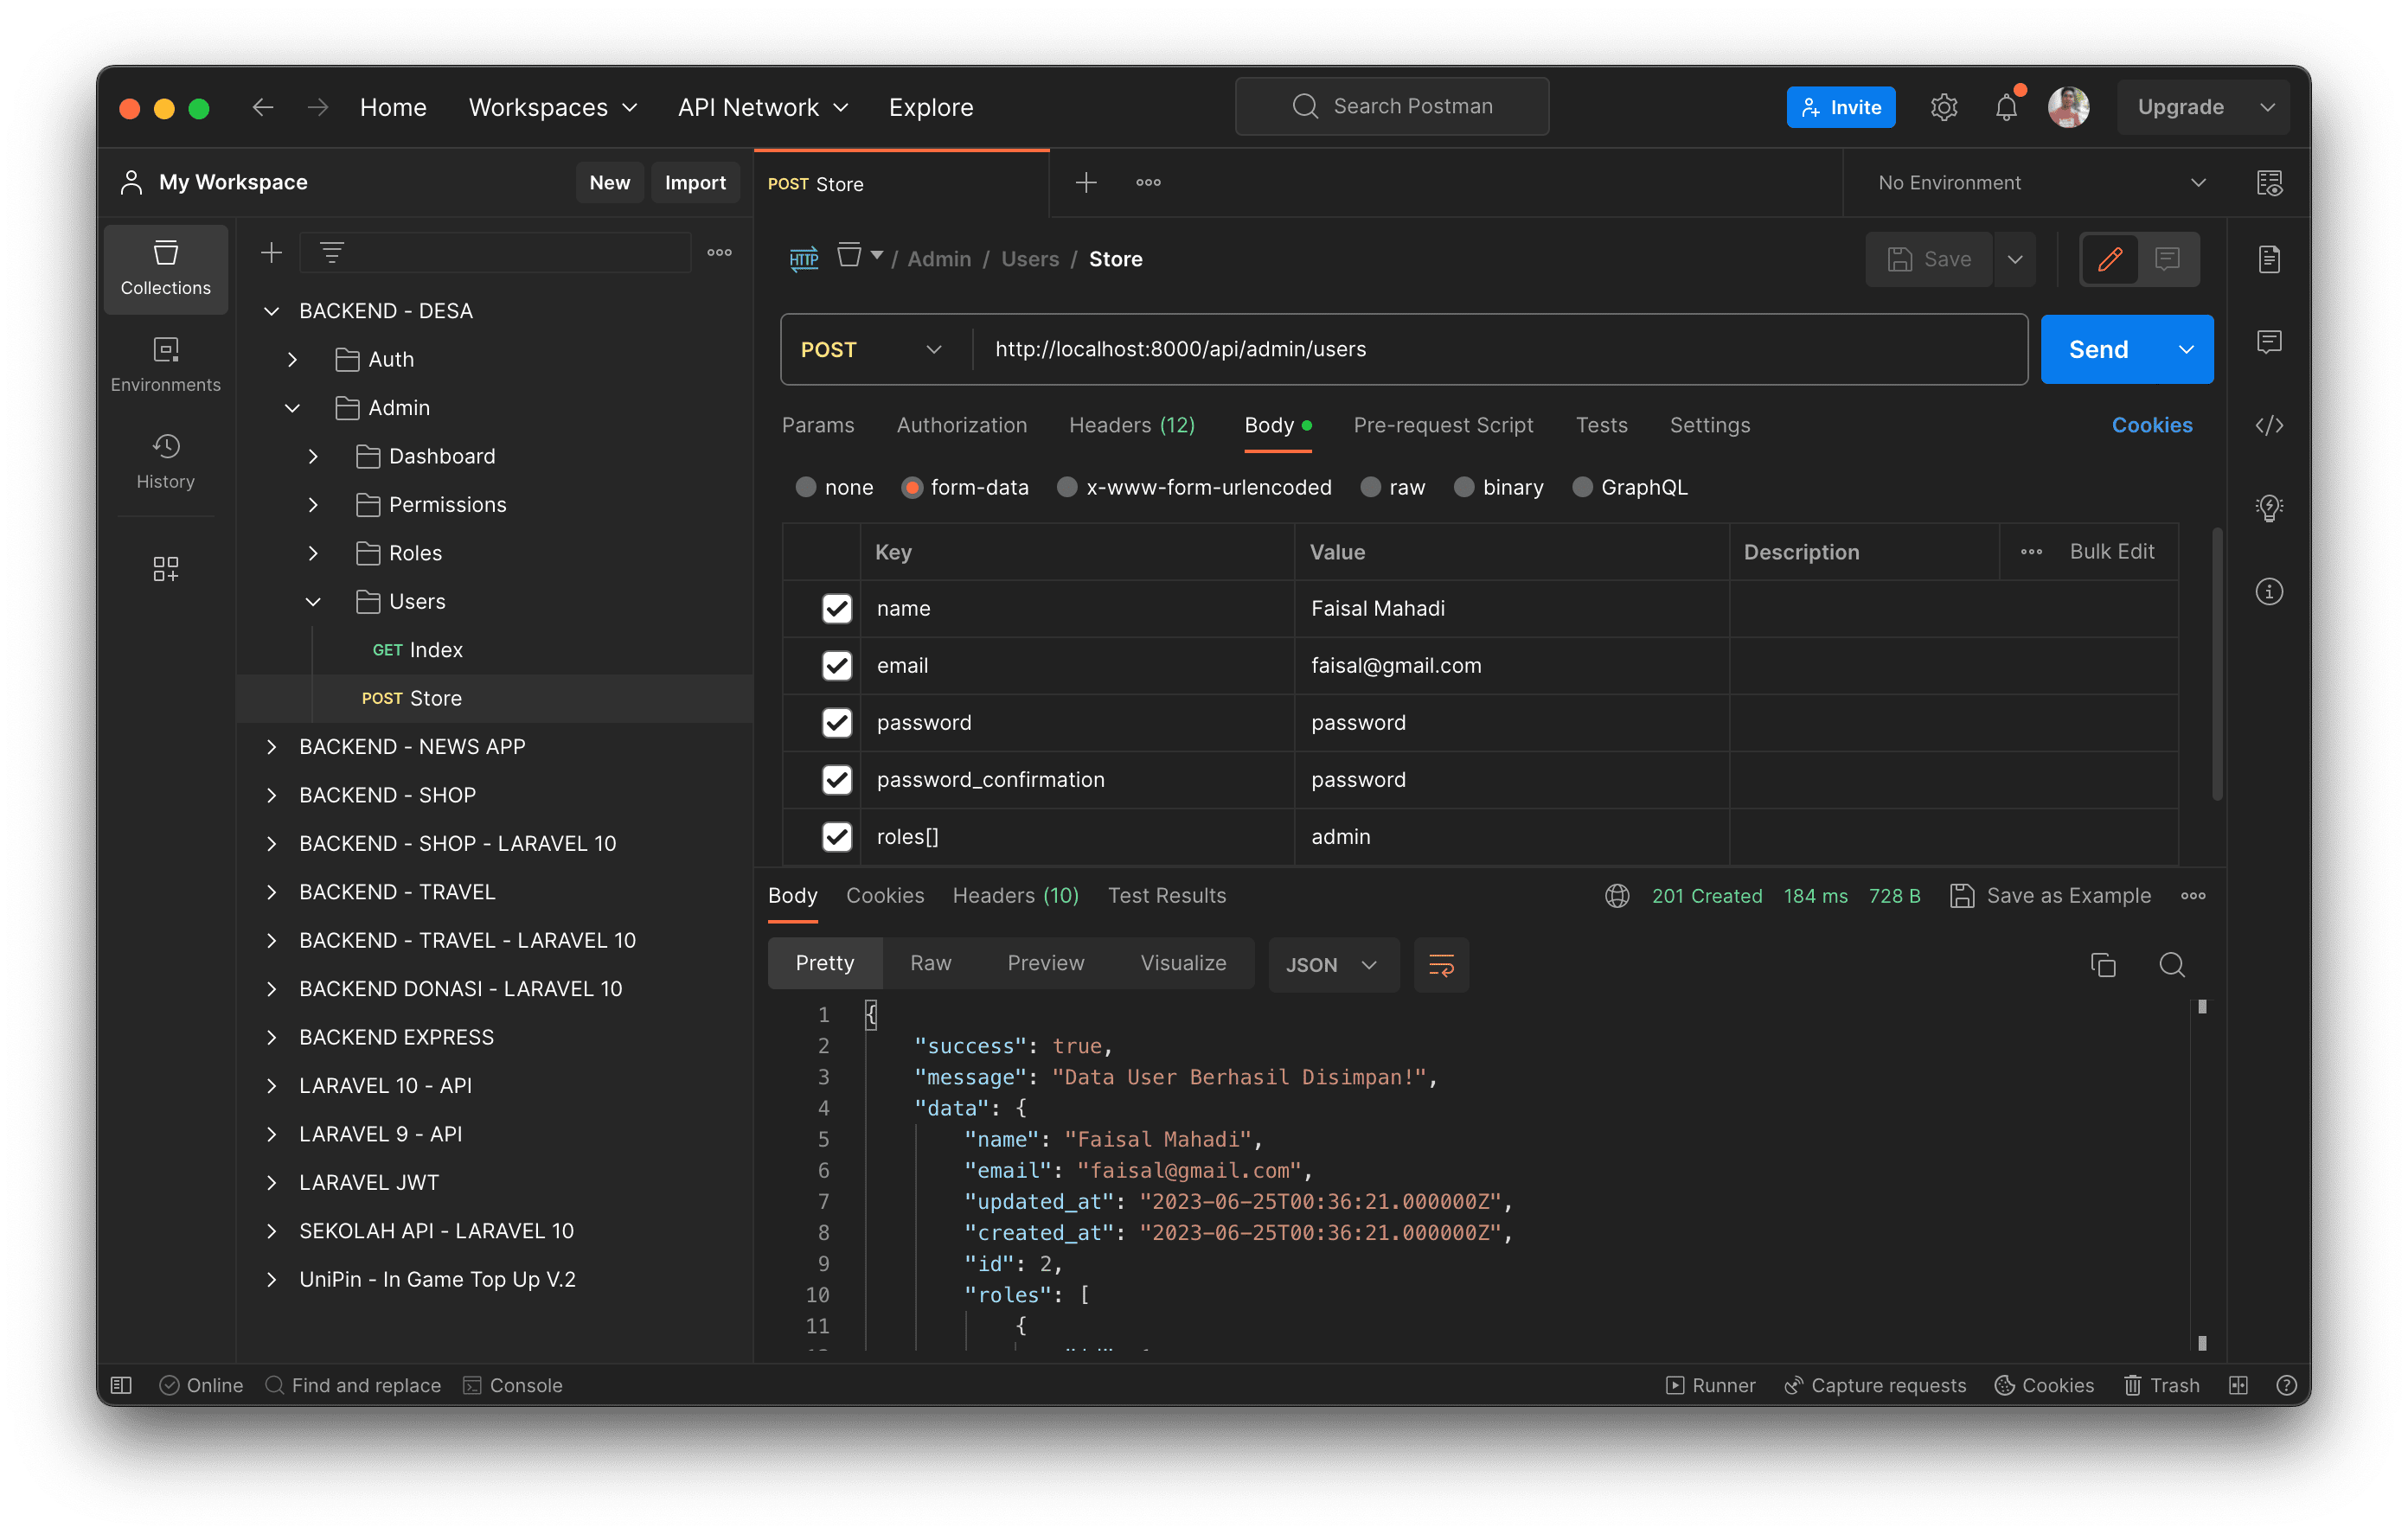 Home Workspaces API Network Explore Search Postman Invite Upgrade
My Workspace New Import
POST Store No Environment
Collections
Environments
History
BACKEND - DESA
Auth
Admin
Dashboard
Permissions
Roles
Users
GET Index
POST Store
BACKEND - NEWS APP
BACKEND - SHOP
BACKEND - SHOP - LARAVEL 10
BACKEND - TRAVEL
BACKEND - TRAVEL - LARAVEL 10
BACKEND DONASI - LARAVEL 10
BACKEND EXPRESS
LARAVEL 10 - API
LARAVEL 9 - API
LARAVEL JWT
SEKOLAH API - LARAVEL 10
UniPin - In Game Top Up V.2
HTTP / Admin / Users / Store Save
POST http://localhost:8000/api/admin/users Send
Params Authorization Headers (12) Body Pre-request Script Tests Settings Cookies
none form-data x-www-form-urlencoded raw binary GraphQL
Key Value Description Bulk Edit
name Faisal Mahadi
email faisal@gmail.com
password password
password_confirmation password
roles[] admin
Body Cookies Headers (10) Test Results 201 Created 184 ms 728 B Save as Example
Pretty Raw Preview Visualize JSON
1 {
2 "success": true,
3 "message": "Data User Berhasil Disimpan!",
4 "data": {
5 "name": "Faisal Mahadi",
6 "email": "faisal@gmail.com",
7 "updated_at": "2023-06-25T00:36:21.000000Z",
8 "created_at": "2023-06-25T00:36:21.000000Z",
9 "id": 2,
10 "roles": [
11 {
Online Find and replace Console Runner Capture requests Cookies Trash